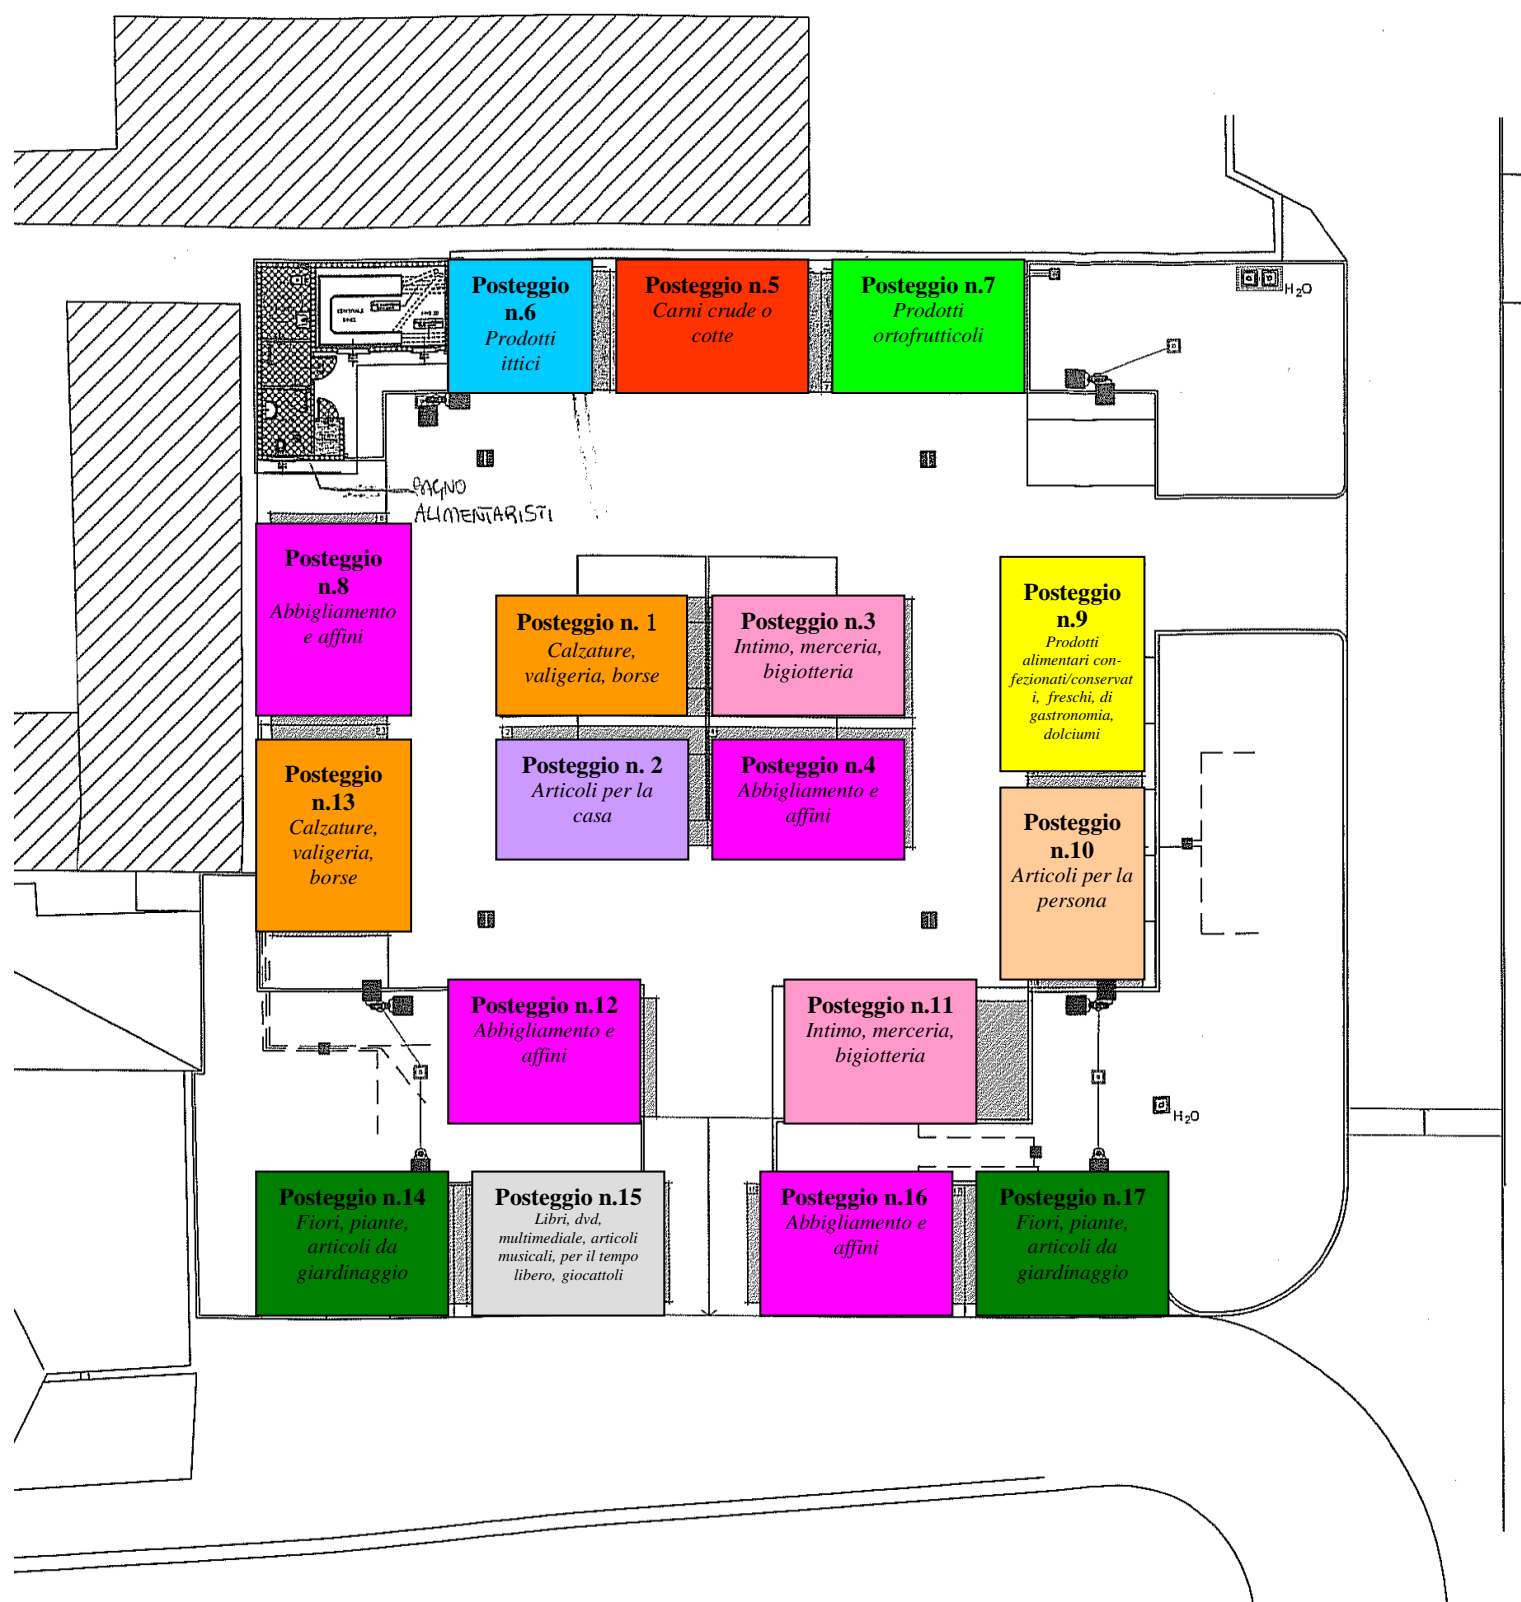 Posteggio
n.6
Prodotti
ittici
Posteggio n.5
Carni crude o
cotte
Posteggio n.7
Prodotti
ortofrutticoli
H2O
BAGNO
ALIMENTARISTI
Posteggio
n.8
Abbigliamento
e affini
Posteggio n. 1
Calzature,
valigeria, borse
Posteggio n.3
Intimo, merceria,
bigiotteria
Posteggio
n.9
Prodotti
alimentari con-
fezionati/conservat
i, freschi, di
gastronomia,
dolciumi
Posteggio
n.13
Calzature,
valigeria,
borse
Posteggio n. 2
Articoli per la
casa
Posteggio n.4
Abbigliamento e
affini
Posteggio
n.10
Articoli per la
persona
Posteggio n.12
Abbigliamento e
affini
Posteggio n.11
Intimo, merceria,
bigiotteria
H2O
Posteggio n.14
Fiori, piante,
articoli da
giardinaggio
Posteggio n.15
Libri, dvd,
multimediale, articoli
musicali, per il tempo
libero, giocattoli
Posteggio n.16
Abbigliamento e
affini
Posteggio n.17
Fiori, piante,
articoli da
giardinaggio